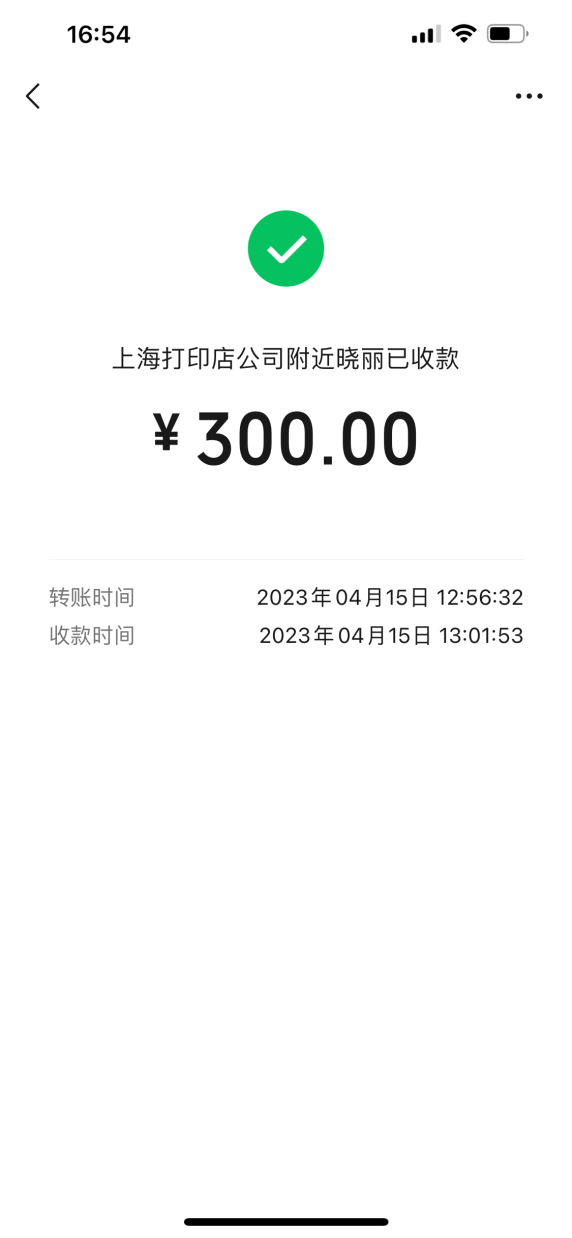 16:54
上海打印店公司附近晓丽已收款
¥300.00
转账时间 2023年04月15日 12:56:32
收款时间 2023年04月15日 13:01:53